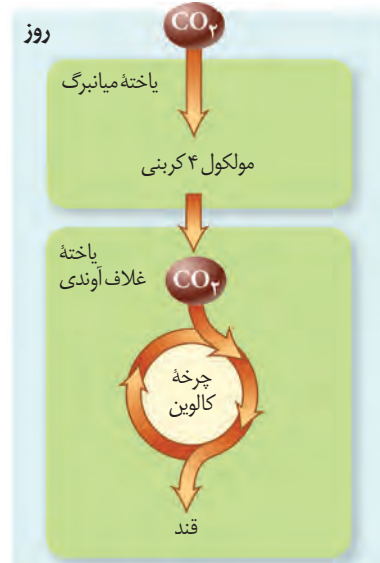 روز
CO۲
یاختهٔ میانبرگ
مولکول ۴ کربنی
یاختهٔ
غلاف آوندی
CO۲
چرخهٔ
کالوین
قند